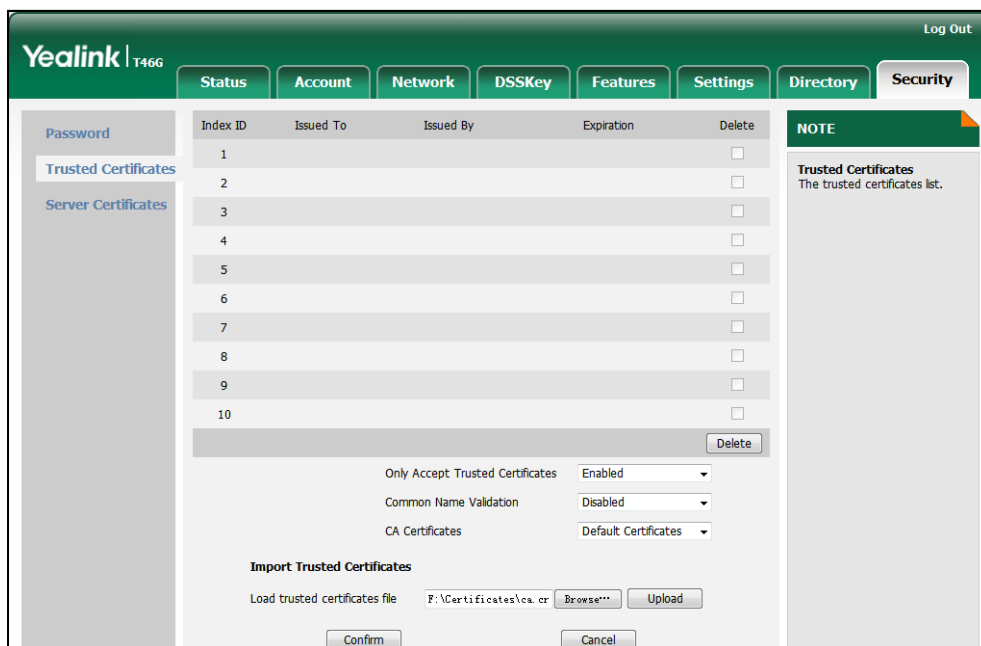 Log Out
Yealink T46G
Status Account Network DSSKey Features Settings Directory Security
Password
Trusted Certificates
Server Certificates
Index ID Issued To Issued By Expiration Delete
1
2
3
4
5
6
7
8
9
10
Delete
Only Accept Trusted Certificates Enabled
Common Name Validation Disabled
CA Certificates Default Certificates
Import Trusted Certificates
Load trusted certificates file F:\Certificates\ca.cr Browse… Upload
Confirm Cancel
NOTE
Trusted Certificates
The trusted certificates list.